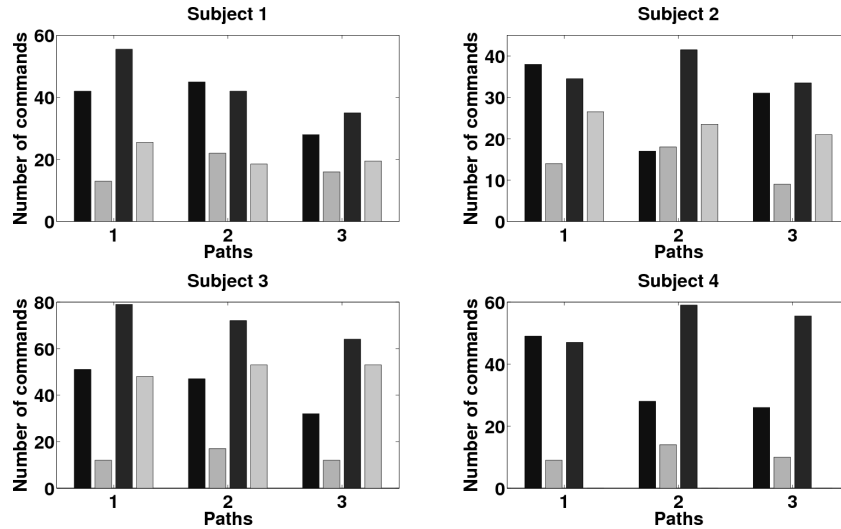 Subject 1
Number of commands
60
40
20
0
1 2 3
Paths
Subject 2
Number of commands
40
30
20
10
0
1 2 3
Paths
Subject 3
Number of commands
80
60
40
20
0
1 2 3
Paths
Subject 4
Number of commands
60
40
20
0
1 2 3
Paths